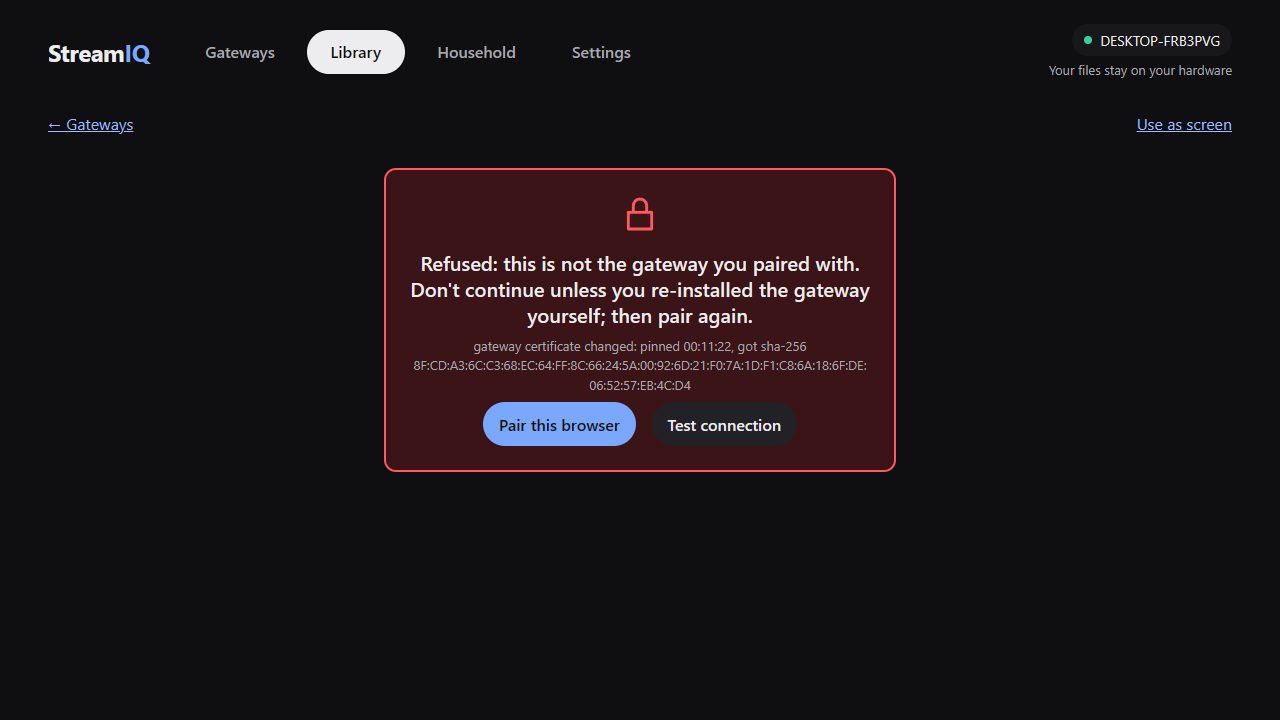 StreamIQ
Gateways
Library
Household
Settings
DESKTOP-FRB3PVG
Your files stay on your hardware
← Gateways
Use as screen
Refused: this is not the gateway you paired with.
Don't continue unless you re-installed the gateway
yourself; then pair again.
gateway certificate changed: pinned 00:11:22, got sha-256
8F:CD:A3:6C:C3:68:EC:64:FF:8C:66:24:5A:00:92:6D:21:F0:7A:1D:F1:C8:6A:18:6F:DE:
06:52:57:EB:4C:D4
Pair this browser
Test connection